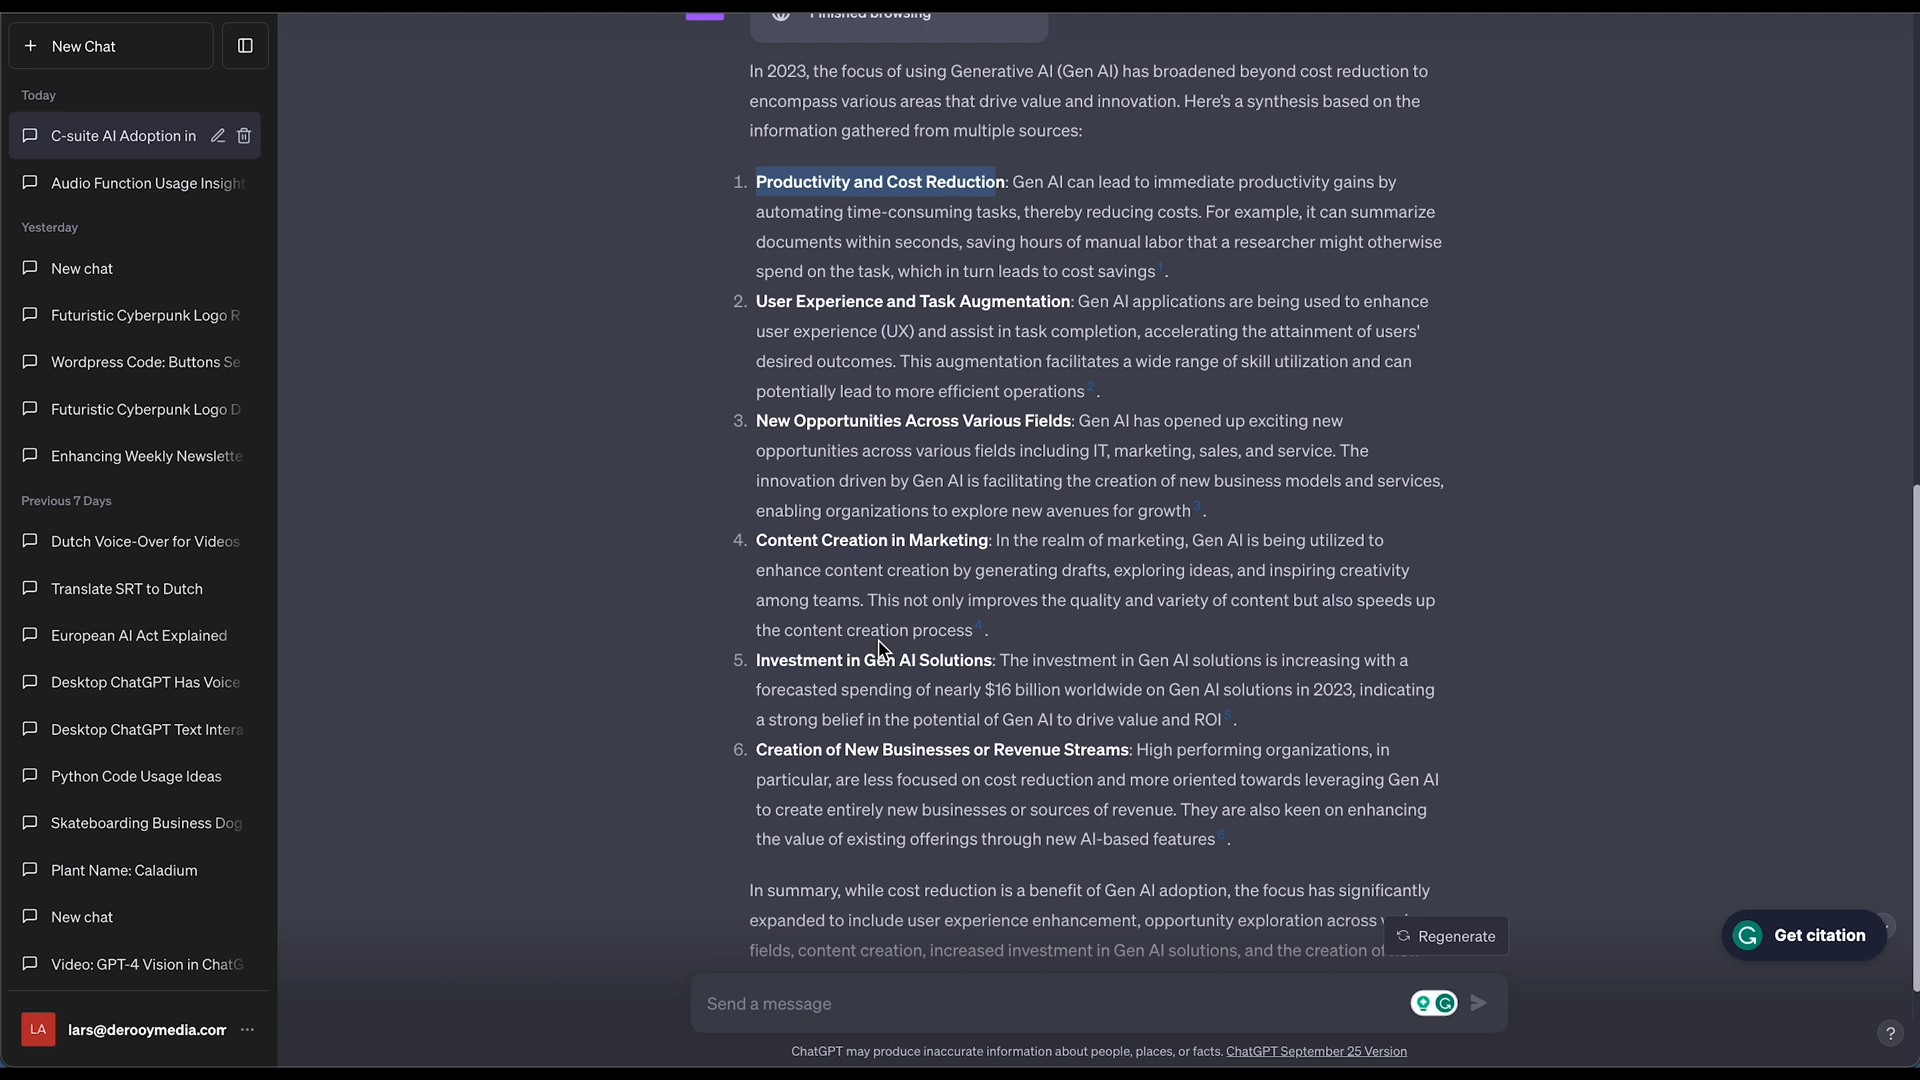 New Chat
Today
C-suite AI Adoption in
Audio Function Usage Insight
Yesterday
New chat
Futuristic Cyberpunk Logo R
Wordpress Code: Buttons Se
Futuristic Cyberpunk Logo D
Enhancing Weekly Newslette
Previous 7 Days
Dutch Voice-Over for Videos
Translate SRT to Dutch
European AI Act Explained
Desktop ChatGPT Has Voice
Desktop ChatGPT Text Intera
Python Code Usage Ideas
Skateboarding Business Dog
Plant Name: Caladium
New chat
Video: GPT-4 Vision in ChatG
LA lars@derooymedia.com
Finished browsing
In 2023, the focus of using Generative AI (Gen AI) has broadened beyond cost reduction to
encompass various areas that drive value and innovation. Here's a synthesis based on the
information gathered from multiple sources:
1. Productivity and Cost Reduction: Gen AI can lead to immediate productivity gains by
automating time-consuming tasks, thereby reducing costs. For example, it can summarize
documents within seconds, saving hours of manual labor that a researcher might otherwise
spend on the task, which in turn leads to cost savings 1.
2. User Experience and Task Augmentation: Gen AI applications are being used to enhance
user experience (UX) and assist in task completion, accelerating the attainment of users'
desired outcomes. This augmentation facilitates a wide range of skill utilization and can
potentially lead to more efficient operations 2.
3. New Opportunities Across Various Fields: Gen AI has opened up exciting new
opportunities across various fields including IT, marketing, sales, and service. The
innovation driven by Gen AI is facilitating the creation of new business models and services,
enabling organizations to explore new avenues for growth 3.
4. Content Creation in Marketing: In the realm of marketing, Gen AI is being utilized to
enhance content creation by generating drafts, exploring ideas, and inspiring creativity
among teams. This not only improves the quality and variety of content but also speeds up
the content creation process 4.
5. Investment in Gen AI Solutions: The investment in Gen AI solutions is increasing with a
forecasted spending of nearly $16 billion worldwide on Gen AI solutions in 2023, indicating
a strong belief in the potential of Gen AI to drive value and ROI 5.
6. Creation of New Businesses or Revenue Streams: High performing organizations, in
particular, are less focused on cost reduction and more oriented towards leveraging Gen AI
to create entirely new businesses or sources of revenue. They are also keen on enhancing
the value of existing offerings through new AI-based features 6.
In summary, while cost reduction is a benefit of Gen AI adoption, the focus has significantly
expanded to include user experience enhancement, opportunity exploration across
fields, content creation, increased investment in Gen AI solutions, and the creation of
Regenerate
Get citation
Send a message
ChatGPT may produce inaccurate information about people, places, or facts. ChatGPT September 25 Version
?